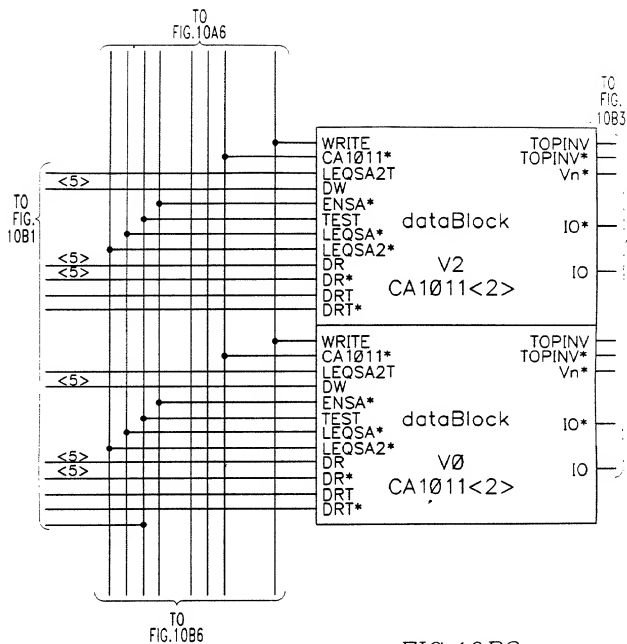 TO
FIG.10A6
TO
FIG.
10B3
WRITE
TOPINV
CA1011*
TOPINV*
LEQSA2T
Vn*
<5>
DW
ENSA*
TEST
dataBlock
IO*
LEQSA*
LEQSA2*
<5>
DR
V2
IO
<5>
DR*
CA1Ø11<2>
DRT
DRT*
TO
FIG.
10B1
WRITE
TOPINV
CA1011*
TOPINV*
LEQSA2T
Vn*
<5>
DW
ENSA*
TEST
dataBlock
IO*
LEQSA*
LEQSA2*
<5>
DR
VØ
IO
<5>
DR*
CA1Ø11<2>
DRT
DRT*
TO
FIG.10B6